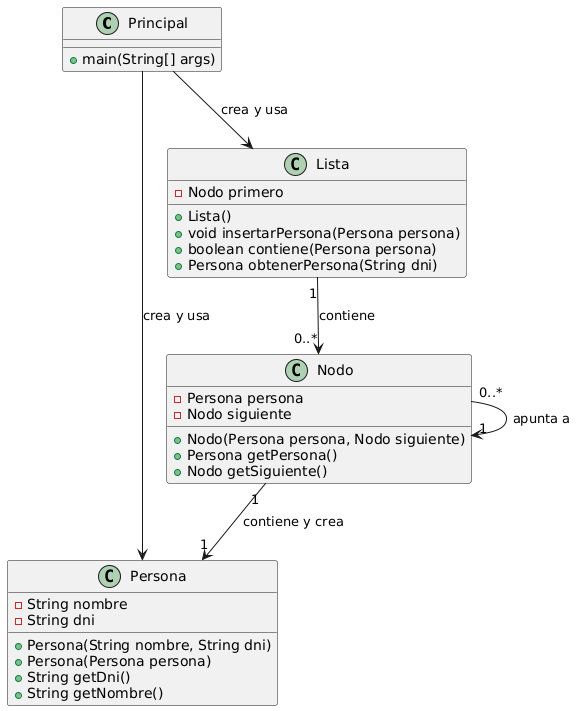 C Principal
main(String[] args)
crea y usa
C Lista
Nodo primero
Lista()
void insertarPersona(Persona persona)
boolean contiene(Persona persona)
Persona obtenerPersona(String dni)
1
crea y usa
contiene
0..*
C Nodo
Persona persona
Nodo siguiente
Nodo(Persona persona, Nodo siguiente)
Persona getPersona()
Nodo getSiguiente()
0..*
apunta a
1
1
contiene y crea
1
C Persona
String nombre
String dni
Persona(String nombre, String dni)
Persona(Persona persona)
String getDni()
String getNombre()